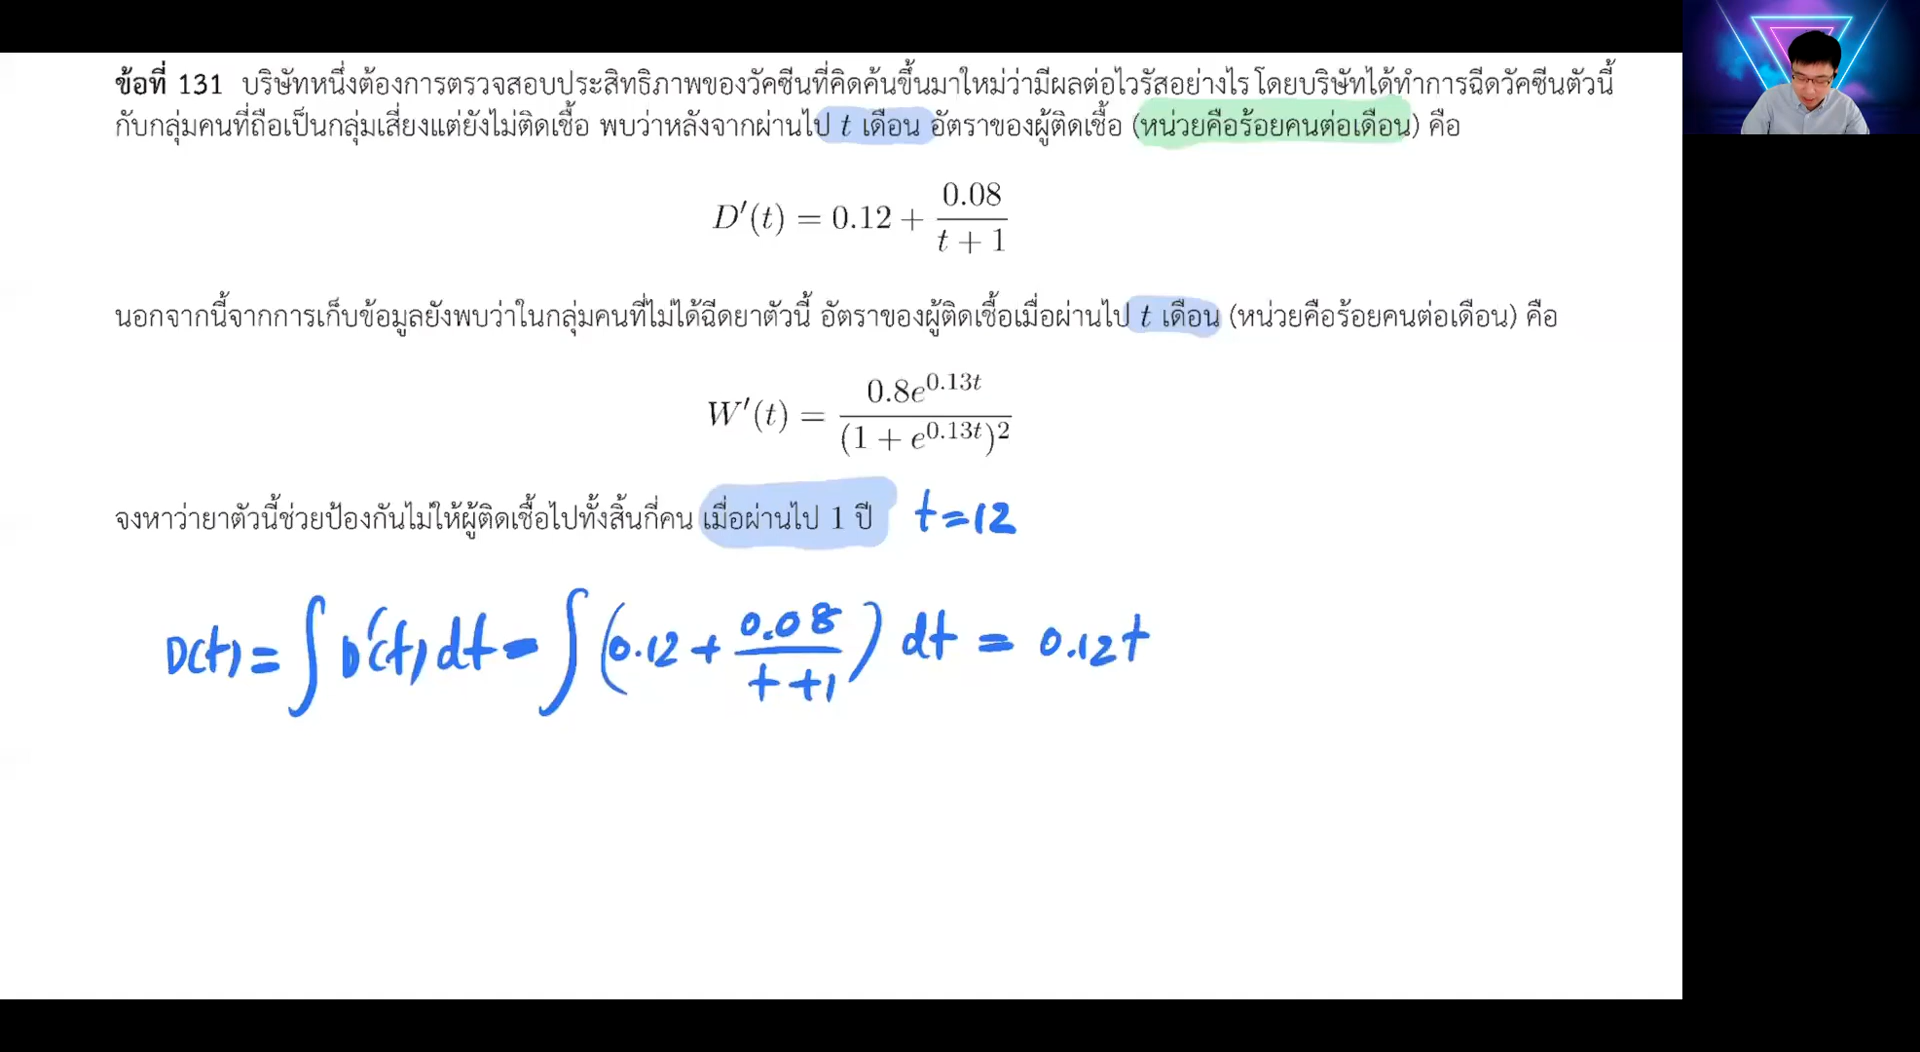 ข้อที่ 131 บริษัทหนึ่งต้องการตรวจสอบประสิทธิภาพของวัคซีนที่คิดค้นขึ้นมาใหม่ว่ามีผลต่อไวรัสอย่างไร โดยบริษัทได้ทำการฉีดวัคซีนตัวนี้
กับกลุ่มคนที่ถือเป็นกลุ่มเสี่ยงแต่ยังไม่ติดเชื้อ พบว่าหลังจากผ่านไป t เดือน อัตราของผู้ติดเชื้อ (หน่วยคือร้อยคนต่อเดือน) คือ
D'(t) = 0.12 + \frac{0.08}{t + 1}
นอกจากนี้จากการเก็บข้อมูลยังพบว่าในกลุ่มคนที่ไม่ได้ฉีดยาตัวนี้ อัตราของผู้ติดเชื้อเมื่อผ่านไป t เดือน (หน่วยคือร้อยคนต่อเดือน) คือ
W'(t) = \frac{0.8e^{0.13t}}{(1 + e^{0.13t})^2}
จงหาว่ายาตัวนี้ช่วยป้องกันไม่ให้ผู้ติดเชื้อไปทั้งสิ้นกี่คน เมื่อผ่านไป 1 ปี t=12
D(t) = ∫ D'(t) dt = ∫ (0.12 + \frac{0.08}{t+1}) dt = 0.12t